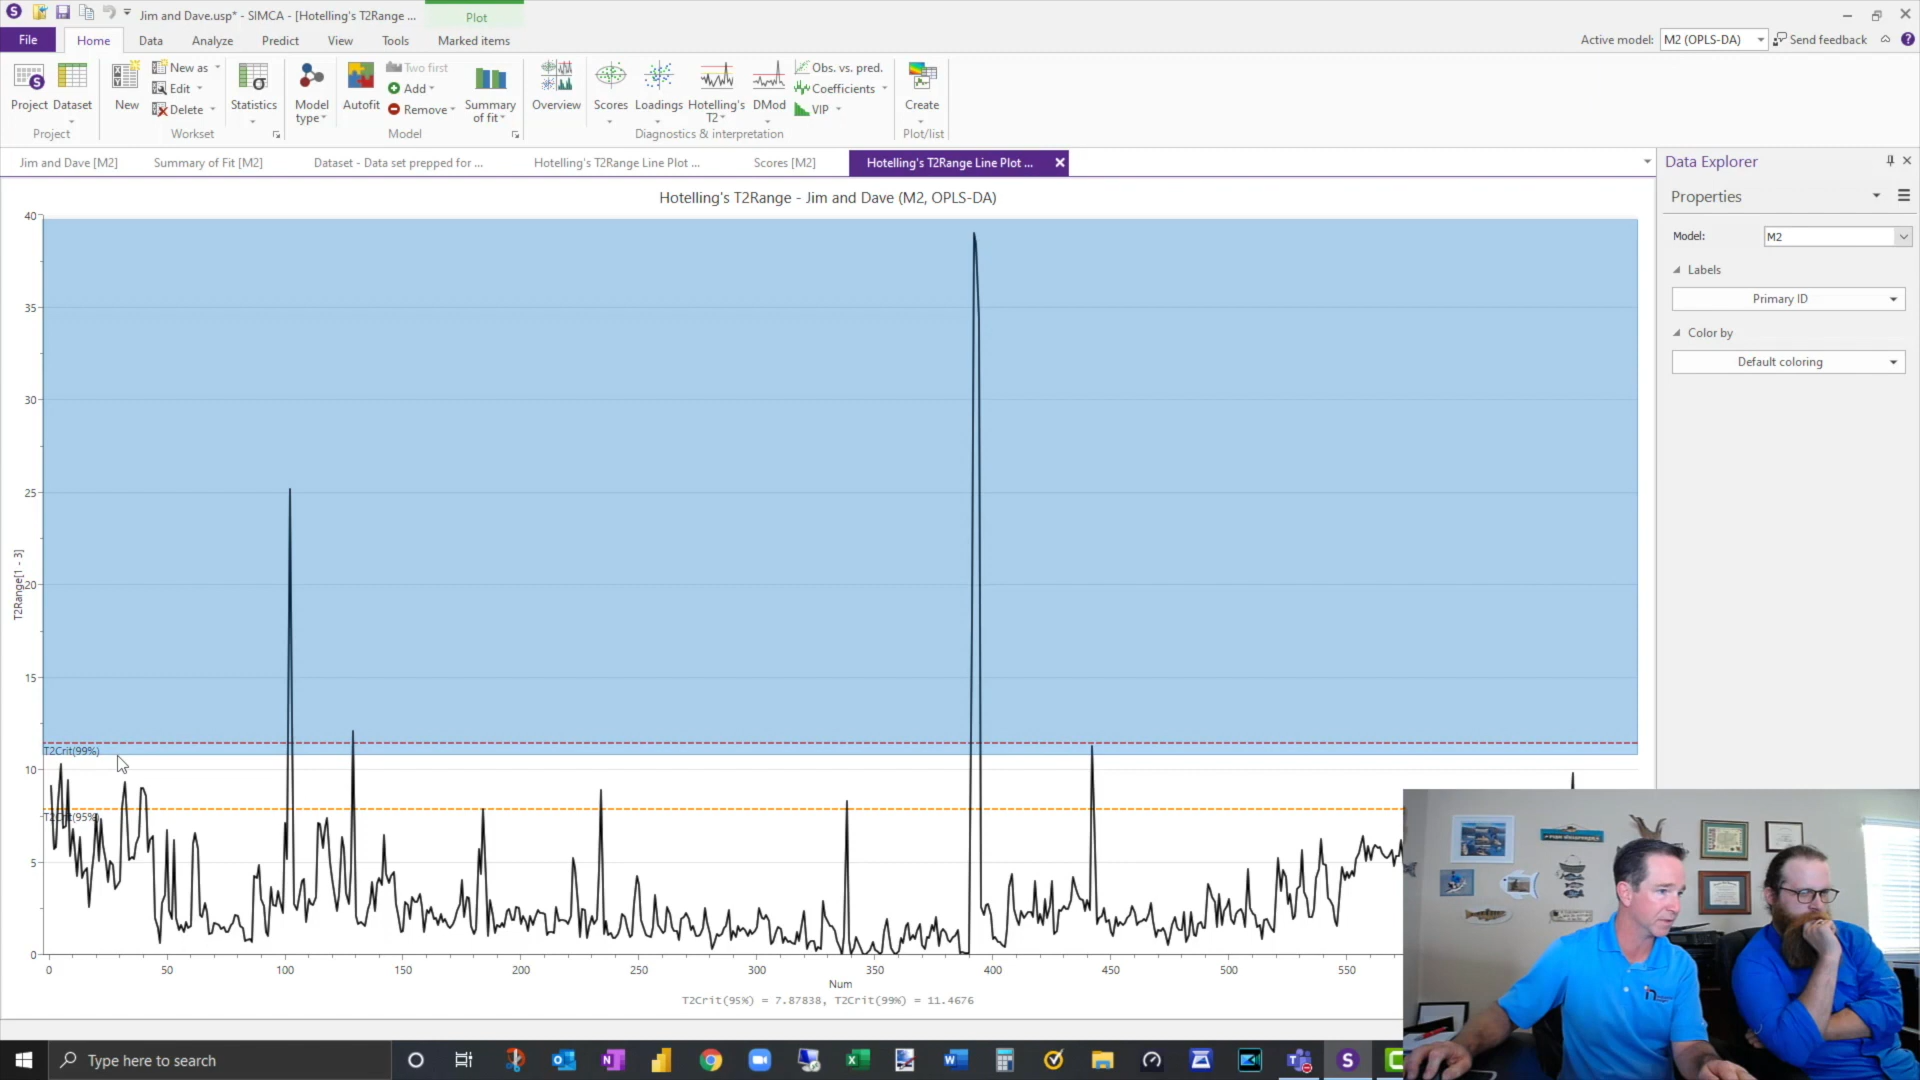 Jim and Dave.usp* - SIMCA - [Hotelling's T2Range ...
Plot
File
Home
Data
Analyze
Predict
View
Tools
Marked items
Active model:
M2 (OPLS-DA)
Send feedback
Project
Dataset
New
New as
Edit
Delete
Statistics
Model type
Autofit
Two first
Add
Remove
Summary of fit
Overview
Scores
Loadings
Hotelling's T2
DMod
Obs. vs. pred.
Coefficients
VIP
Create
Project
Workset
Model
Diagnostics & interpretation
Plot/list
Jim and Dave [M2]
Summary of Fit [M2]
Dataset - Data set prepped for ...
Hotelling's T2Range Line Plot ...
Scores [M2]
Hotelling's T2Range Line Plot ...
Data Explorer
Properties
Model:
M2
Labels
Primary ID
Color by
Default coloring
Hotelling's T2Range - Jim and Dave (M2, OPLS-DA)
T2Range[1 - 3]
40
35
30
25
20
15
10
5
0
T2Crit(99%)
T2Crit(95%)
0 50 100 150 200 250 300 350 400 450 500 550
Num
T2Crit(95%) = 7.87838, T2Crit(99%) = 11.4676
Type here to search